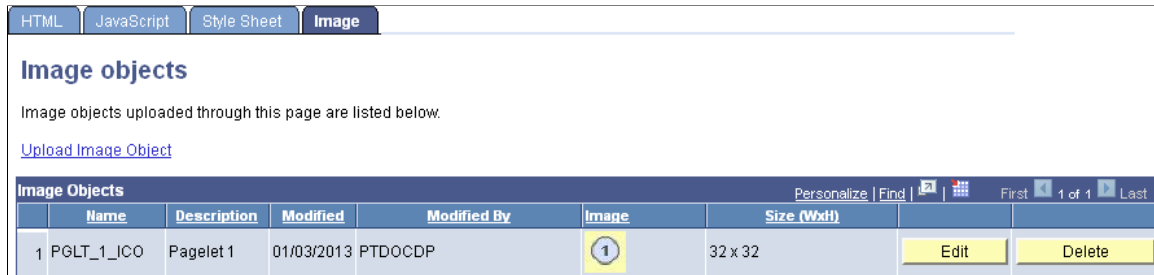 HTML JavaScript Style Sheet Image
Image objects
Image objects uploaded through this page are listed below.
Upload Image Object
Image Objects Personalize | Find | | First 1 of 1 Last
Name Description Modified Modified By Image Size (WxH)
1 PGLT_1_ICO Pagelet 1 01/03/2013 PTDOCDP 1 32 x 32 Edit Delete